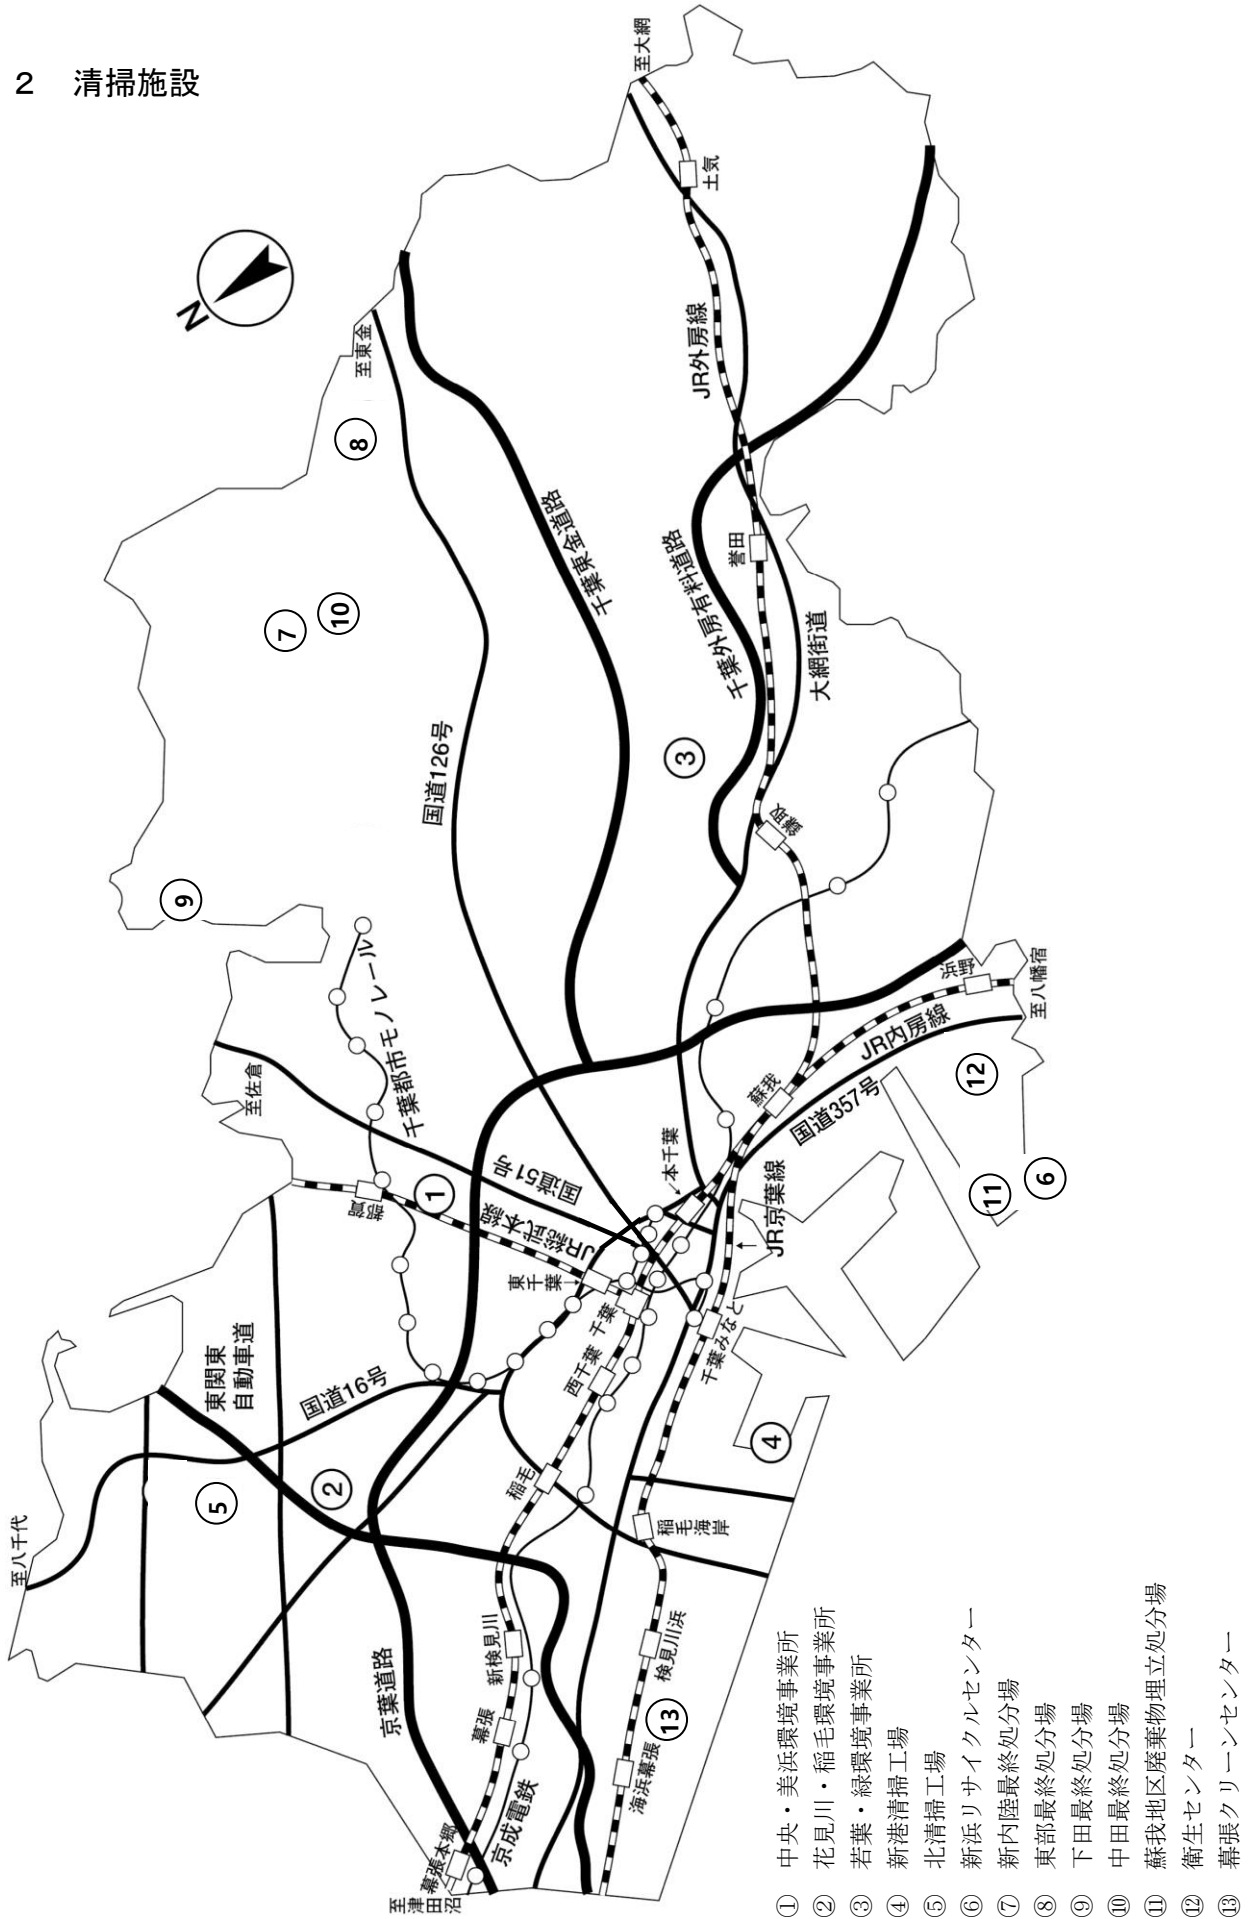 2 清掃施設
N
至大網
土気
JR外房線
至東金
⑧
千葉東金道路
誉田
千葉外房有料道路
大網街道
⑦
⑩
国道126号
③
鎌取
⑨
千葉都市モノレール
至佐倉
浜野
至八幡宿
JR内房線
⑫
蘇我
国道357号
本千葉
国道51号
JR総武本線
①
都賀
⑪
⑥
JR京葉線
東千葉
千葉
西千葉
千葉みなと
東関東
自動車道
国道16号
④
⑤
②
稲毛
稲毛
海岸
至八千代
新検見川
検見川浜
京葉道路
幕張
⑬
海浜幕張
京成電鉄
幕張本郷
至
津
田
沼
① 中央・美浜環境事業所
② 花見川・稲毛環境事業所
③ 若葉・緑環境事業所
④ 新港清掃工場
⑤ 北清掃工場
⑥ 新浜リサイクルセンター
⑦ 新内陸最終処分場
⑧ 東部最終処分場
⑨ 下田最終処分場
⑩ 中田最終処分場
⑪ 蘇我地区廃棄物埋立処分場
⑫ 衛生センター
⑬ 幕張クリーンセンター